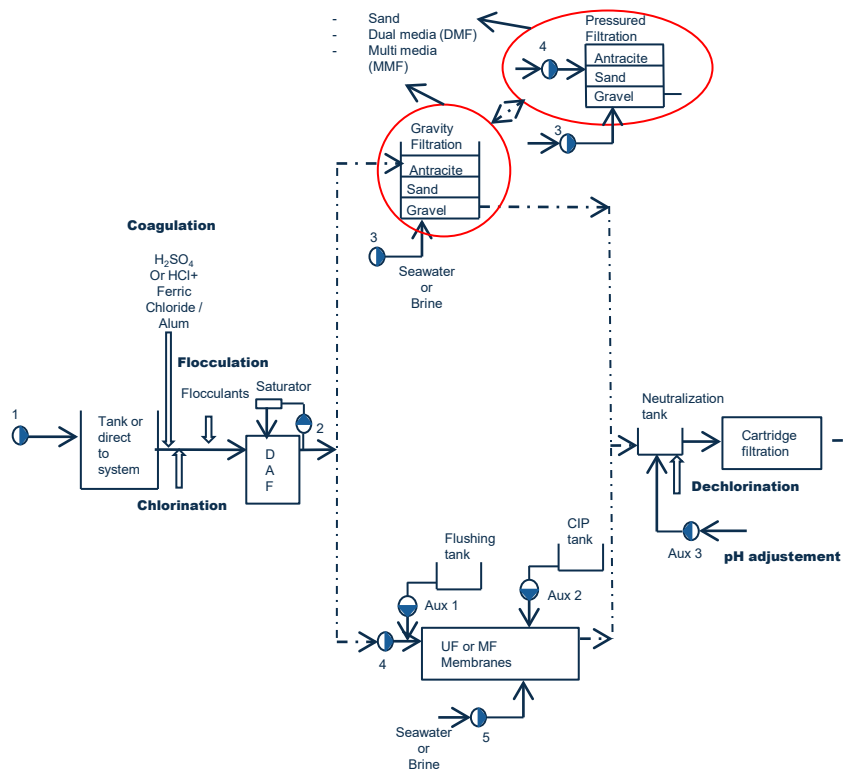 - Sand
- Dual media (DMF)
- Multi media
(MMF)
Pressured
Filtration
4
Antracite
Sand
Gravel
3
Gravity
Filtration
Antracite
Sand
Gravel
3
Seawater
or
Brine
Coagulation
H₂SO₄
Or HCl+
Ferric
Chloride /
Alum
Flocculation
Flocculants
Saturator
2
1
Tank or
direct
to
system
D
A
F
Chlorination
Neutralization
tank
Cartridge
filtration
Dechlorination
Aux 3
pH adjustement
Flushing
tank
CIP
tank
Aux 1
Aux 2
4
UF or MF
Membranes
5
Seawater
or
Brine